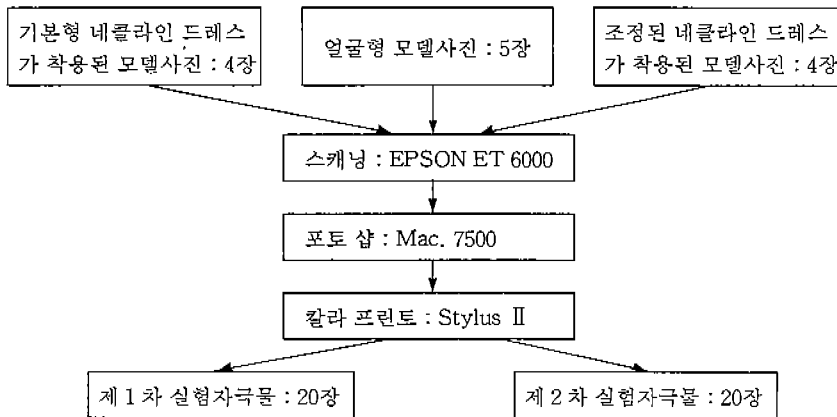 기본형 네클라인 드레스
가 착용된 모델사진 : 4장
얼굴형 모델사진 : 5장
조정된 네클라인 드레스
가 착용된 모델사진 : 4장
스캐닝 : EPSON ET 6000
포토 샵 : Mac. 7500
칼라 프린토 : Stylus Ⅱ
제 1 차 실험자극물 : 20장
제 2 차 실험자극물 : 20장